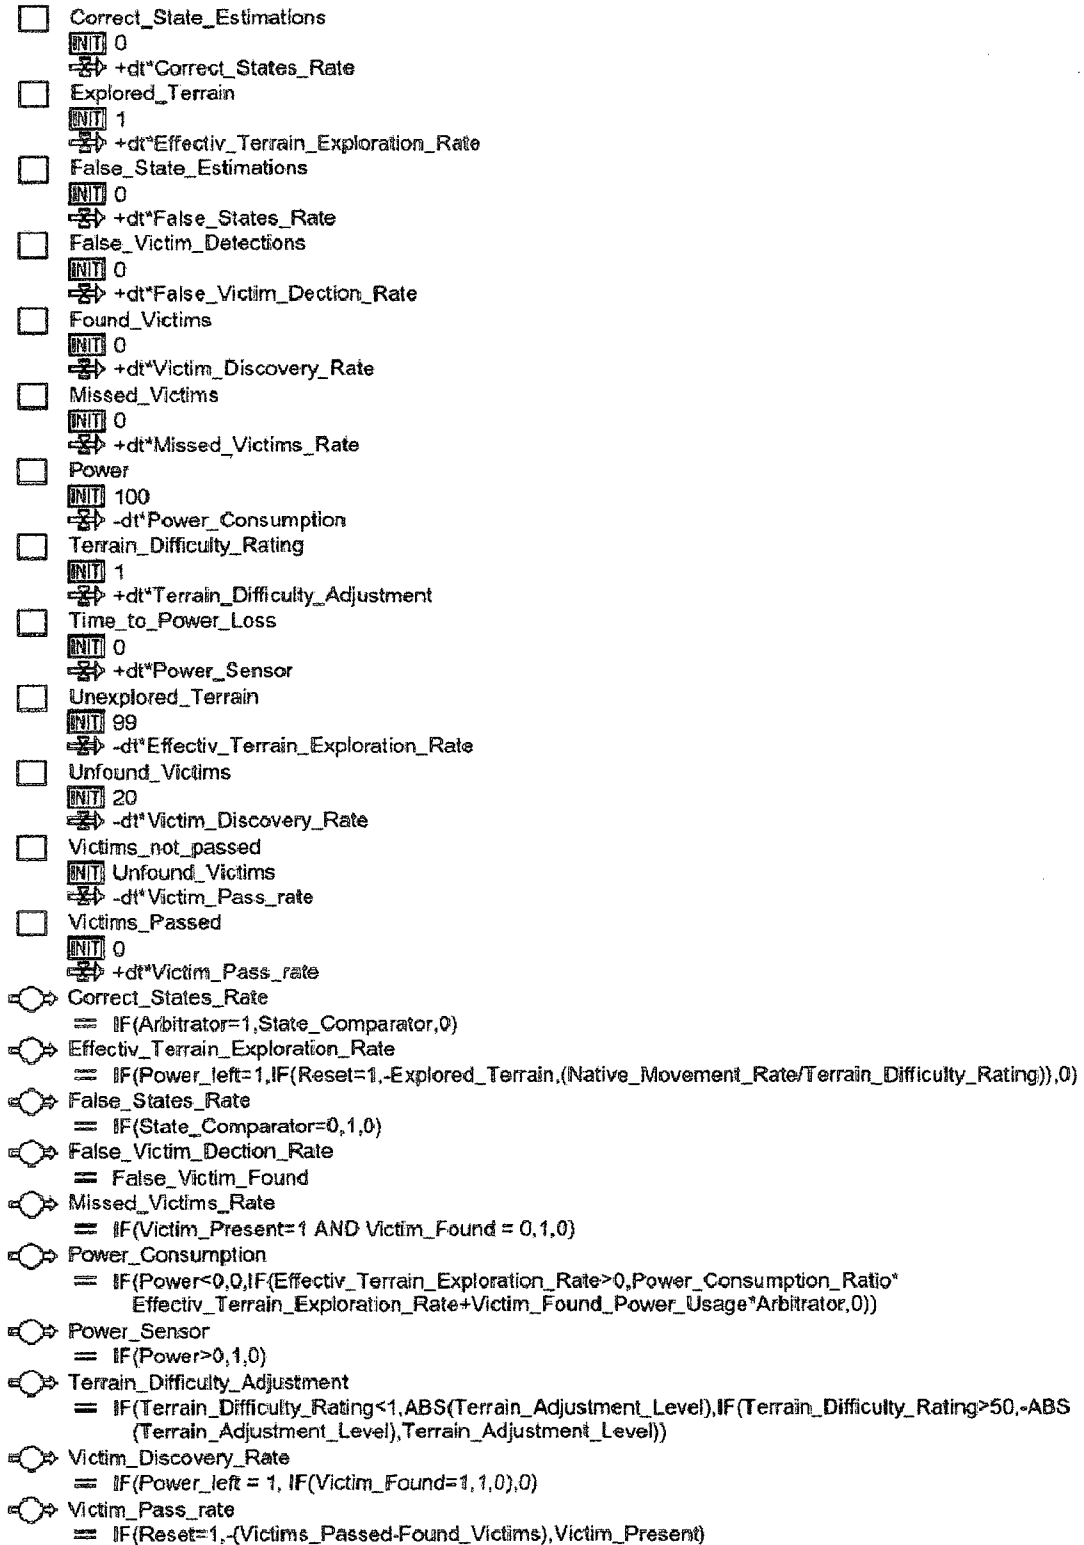 Correct_State_Estimations
INIT 0
+dt*Correct_States_Rate
Explored_Terrain
INIT 1
+dt*Effectiv_Terrain_Exploration_Rate
False_State_Estimations
INIT 0
+dt*False_States_Rate
False_Victim_Detections
INIT 0
+dt*False_Victim_Dection_Rate
Found_Victims
INIT 0
+dt*Victim_Discovery_Rate
Missed_Victims
INIT 0
+dt*Missed_Victims_Rate
Power
INIT 100
-dt*Power_Consumption
Terrain_Difficulty_Rating
INIT 1
+dt*Terrain_Difficulty_Adjustment
Time_to_Power_Loss
INIT 0
+dt*Power_Sensor
Unexplored_Terrain
INIT 99
-dt*Effectiv_Terrain_Exploration_Rate
Unfound_Victims
INIT 20
-dt*Victim_Discovery_Rate
Victims_not_passed
INIT Unfound_Victims
-dt*Victim_Pass_rate
Victims_Passed
INIT 0
+dt*Victim_Pass_rate
Correct_States_Rate
= IF(Arbitrator=1,State_Comparator,0)
Effectiv_Terrain_Exploration_Rate
= IF(Power_left=1,IF(Reset=1,-Explored_Terrain,(Native_Movement_Rate/Terrain_Difficulty_Rating)),0)
False_States_Rate
= IF(State_Comparator=0,1,0)
False_Victim_Dection_Rate
= False_Victim_Found
Missed_Victims_Rate
= IF(Victim_Present=1 AND Victim_Found = 0,1,0)
Power_Consumption
= IF(Power<0,0,IF(Effectiv_Terrain_Exploration_Rate>0,Power_Consumption_Ratio*
Effectiv_Terrain_Exploration_Rate+Victim_Found_Power_Usage*Arbitrator,0))
Power_Sensor
= IF(Power>0,1,0)
Terrain_Difficulty_Adjustment
= IF(Terrain_Difficulty_Rating<1,ABS(Terrain_Adjustment_Level),IF(Terrain_Difficulty_Rating>50,-ABS
(Terrain_Adjustment_Level),Terrain_Adjustment_Level))
Victim_Discovery_Rate
= IF(Power_left = 1, IF(Victim_Found=1,1,0),0)
Victim_Pass_rate
= IF(Reset=1,-(Victims_Passed-Found_Victims),Victim_Present)